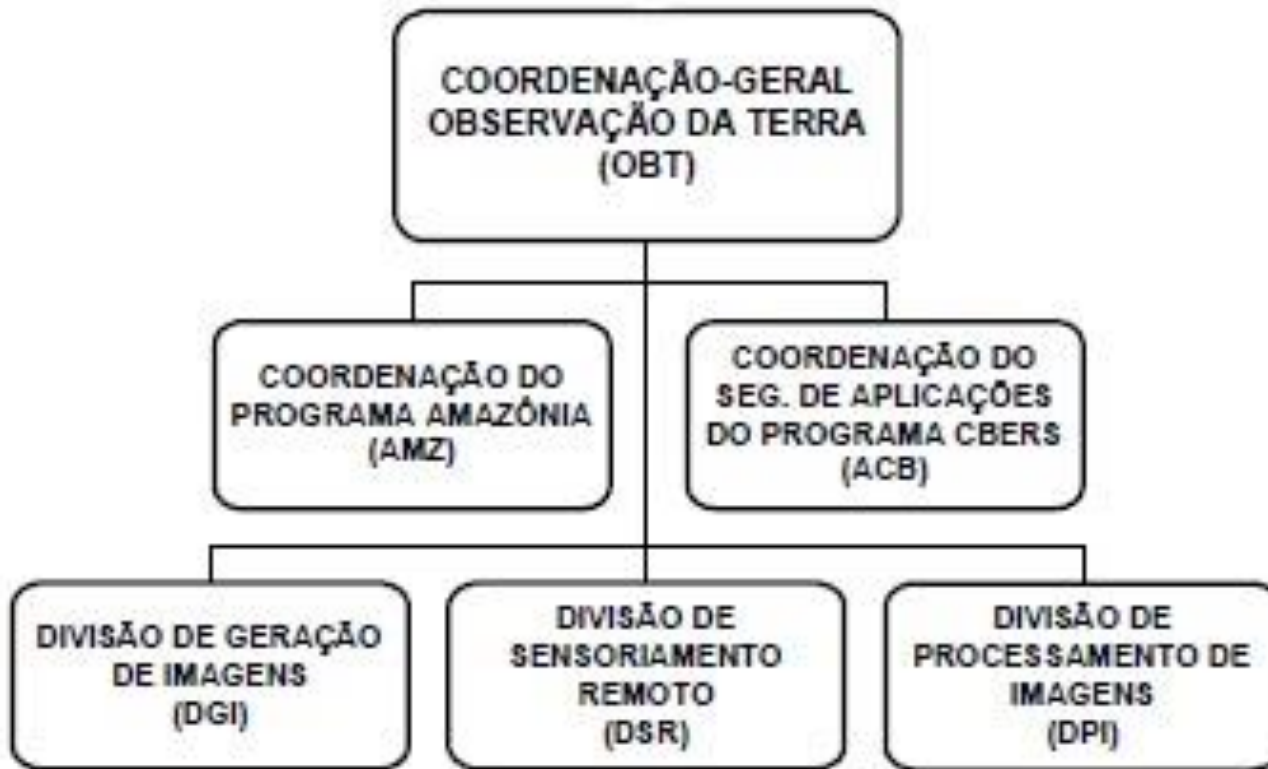 COORDENAÇÃO-GERAL
OBSERVAÇÃO DA TERRA
(OBT)
COORDENAÇÃO DO
PROGRAMA AMAZÔNIA
(AMZ)
COORDENAÇÃO DO
SEG. DE APLICAÇÕES
DO PROGRAMA CBERS
(ACB)
DIVISÃO DE GERAÇÃO
DE IMAGENS
(DGI)
DIVISÃO DE
SENSORIAMENTO
REMOTO
(DSR)
DIVISÃO DE
PROCESSAMENTO DE
IMAGENS
(DPI)